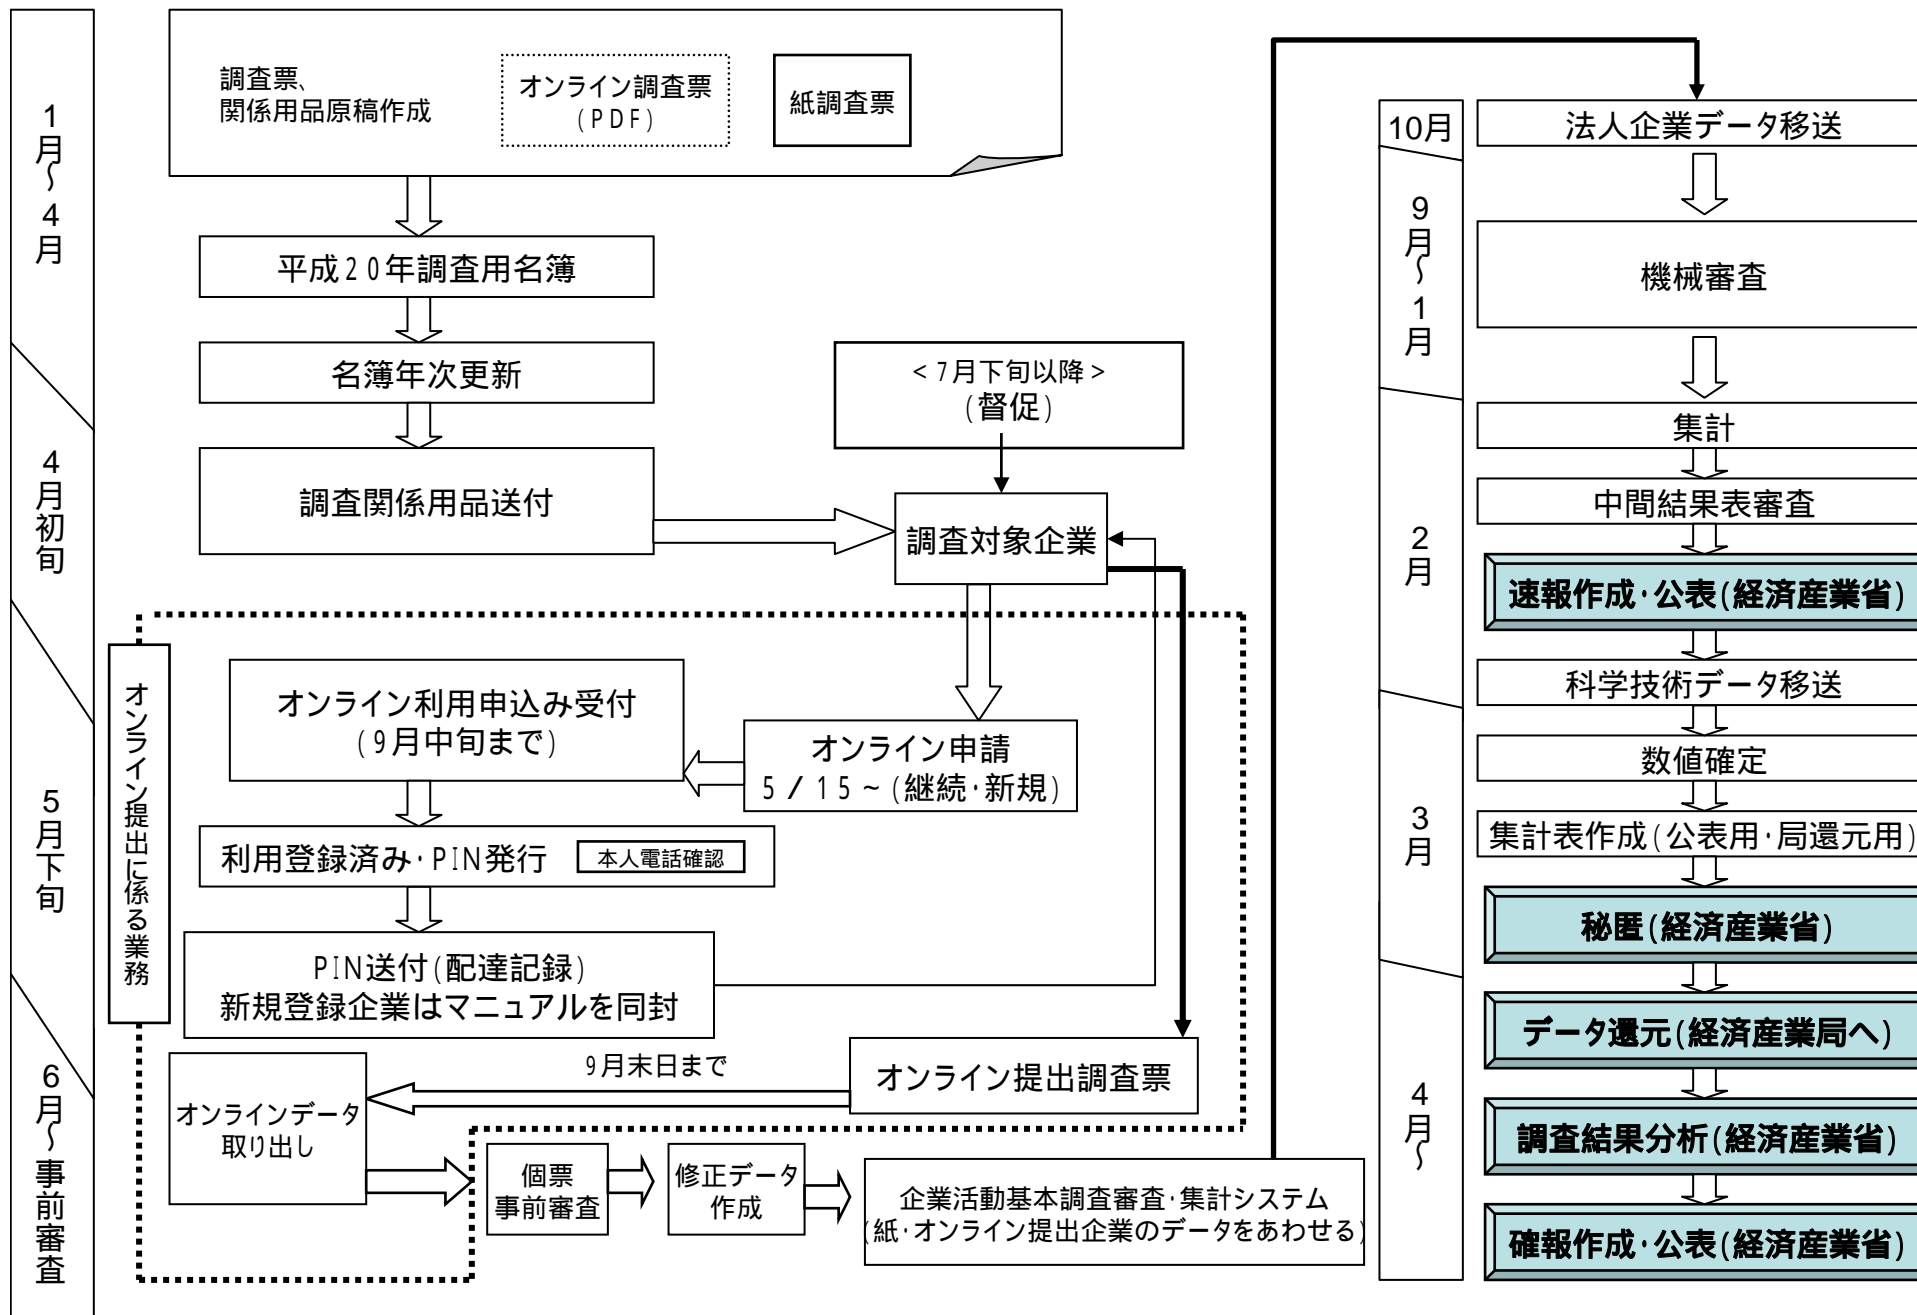 1月～4月
4月初旬
5月下旬
6月～事前審査
調査票、
関係用品原稿作成
オンライン調査票
(PDF)
紙調査票
平成20年調査用名簿
名簿年次更新
調査関係用品送付
<7月下旬以降>
(督促)
調査対象企業
オンライン提出に係る業務
オンライン利用申込み受付
(9月中旬まで)
オンライン申請
5/15~(継続・新規)
利用登録済み・PIN発行
本人電話確認
PIN送付(配達記録)
新規登録企業はマニュアルを同封
9月末日まで
オンライン提出調査票
オンラインデータ
取り出し
個票
事前審査
修正データ
作成
企業活動基本調査審査・集計システム
(紙・オンライン提出企業のデータをあわせる)
10月
9月～1月
2月
3月
4月～
法人企業データ移送
機械審査
集計
中間結果表審査
速報作成・公表(経済産業省)
科学技術データ移送
数値確定
集計表作成(公表用・局還元用)
秘匿(経済産業省)
データ還元(経済産業局へ)
調査結果分析(経済産業省)
確報作成・公表(経済産業省)